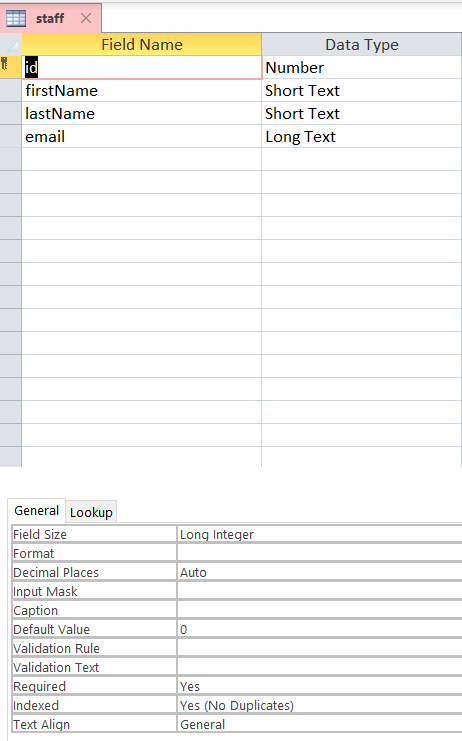 staff
Field Name Data Type
id Number
firstName Short Text
lastName Short Text
email Long Text
General Lookup
Field Size Long Integer
Format
Decimal Places Auto
Input Mask
Caption
Default Value 0
Validation Rule
Validation Text
Required Yes
Indexed Yes (No Duplicates)
Text Align General